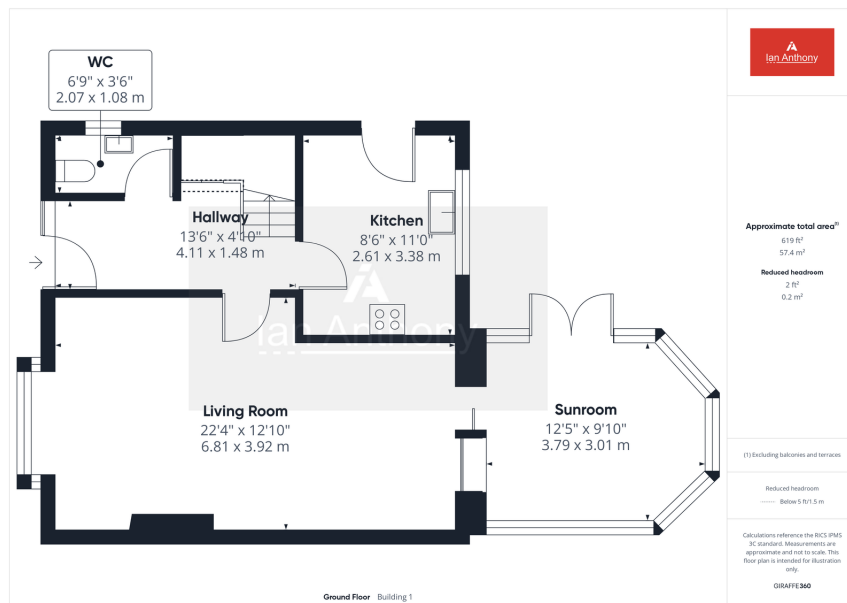 WC
6'9" x 3'6"
2.07 x 1.08 m
Hallway
13'6" x 4'10"
4.11 x 1.48 m
Kitchen
8'6" x 11'0"
2.61 x 3.38 m
Ian Anthony
Living Room
22'4" x 12'10"
6.81 x 3.92 m
Sunroom
12'5" x 9'10"
3.79 x 3.01 m
Ground Floor Building 1
Ian Anthony
Approximate total area(1)
619 ft²
57.4 m²
Reduced headroom
2 ft²
0.2 m²
(1) Excluding balconies and terraces
Reduced headroom
Below 5 ft/1.5 m
Calculations reference the RICS IPMS
3C standard. Measurements are
approximate and not to scale. This
floor plan is intended for illustration
only.
GIRAFFE360